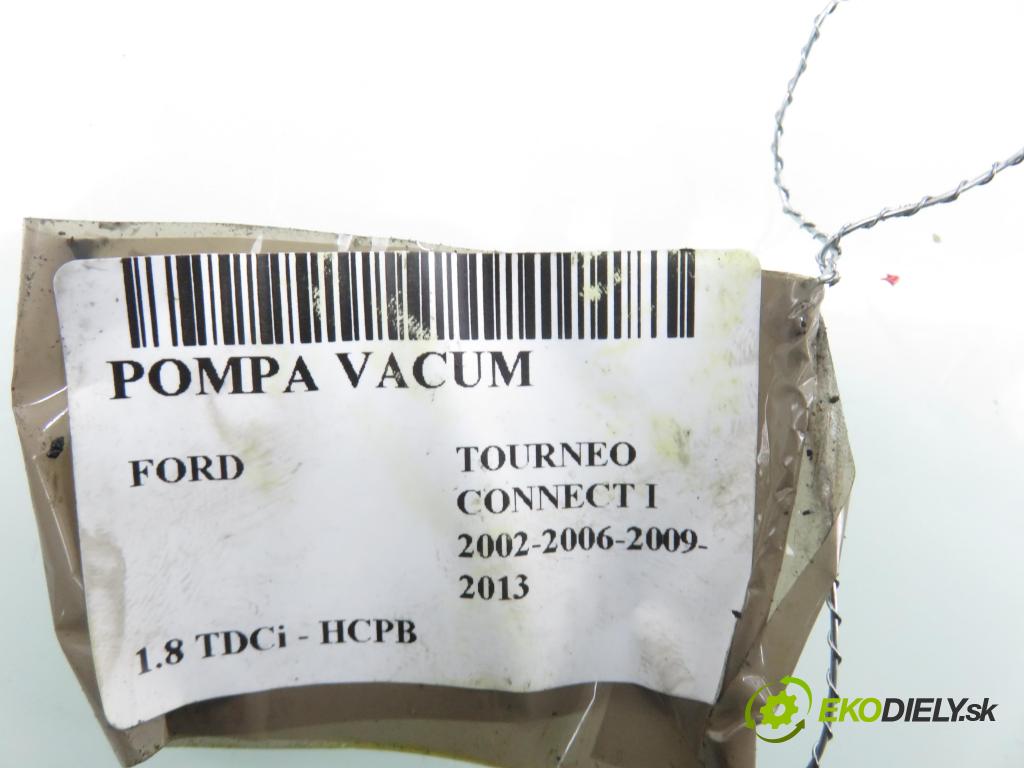 POMPA VACUM
FORD
TOURNEO
CONNECT I
2002-2006-2009-
2013
1.8 TDCi - HCPB
EKODIELY.sk